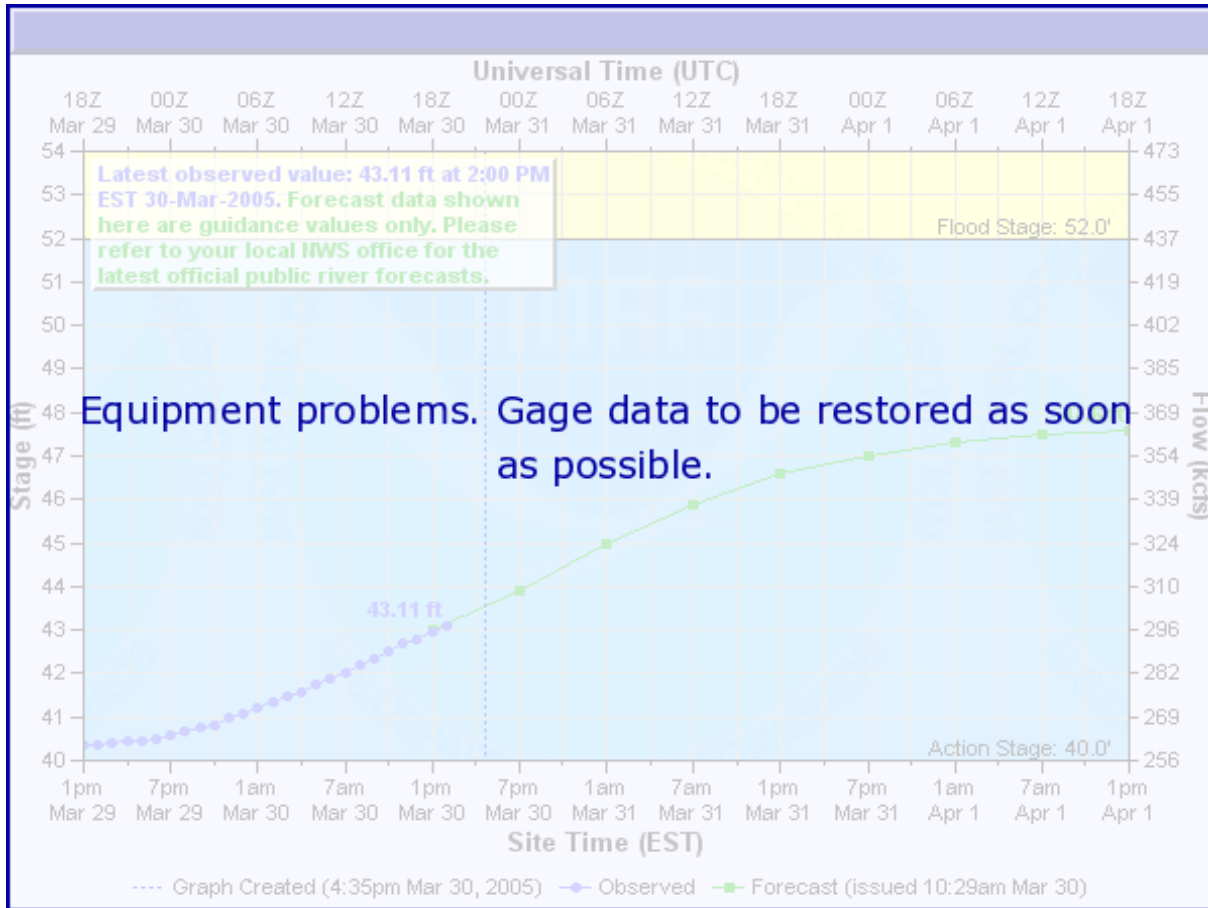 Universal Time (UTC)
18Z 00Z 06Z 12Z 18Z 00Z 06Z 12Z 18Z 00Z 06Z 12Z 18Z
Mar 29 Mar 30 Mar 30 Mar 30 Mar 30 Mar 31 Mar 31 Mar 31 Mar 31 Apr 1 Apr 1 Apr 1 Apr 1
54 473
Latest observed value: 43.11 ft at 2:00 PM
EST 30-Mar-2005. Forecast data shown
here are guidance values only. Please
refer to your local NWS office for the
latest official public river forecasts.
53 455
Flood Stage: 52.0'
52 437
51 419
50 402
49 385
Equipment problems. Gage data to be restored as soon
as possible.
48 369
47 354
46 339
45 324
44 310
43.11 ft
43 296
42 282
41 269
Action Stage: 40.0'
40 256
Stage (ft)
Flow (kcfs)
1pm 7pm 1am 7am 1pm 7pm 1am 7am 1pm 7pm 1am 7am 1pm
Mar 29 Mar 29 Mar 30 Mar 30 Mar 30 Mar 30 Mar 31 Mar 31 Mar 31 Mar 31 Apr 1 Apr 1 Apr 1
Site Time (EST)
Graph Created (4:35pm Mar 30, 2005) Observed Forecast (issued 10:29am Mar 30)